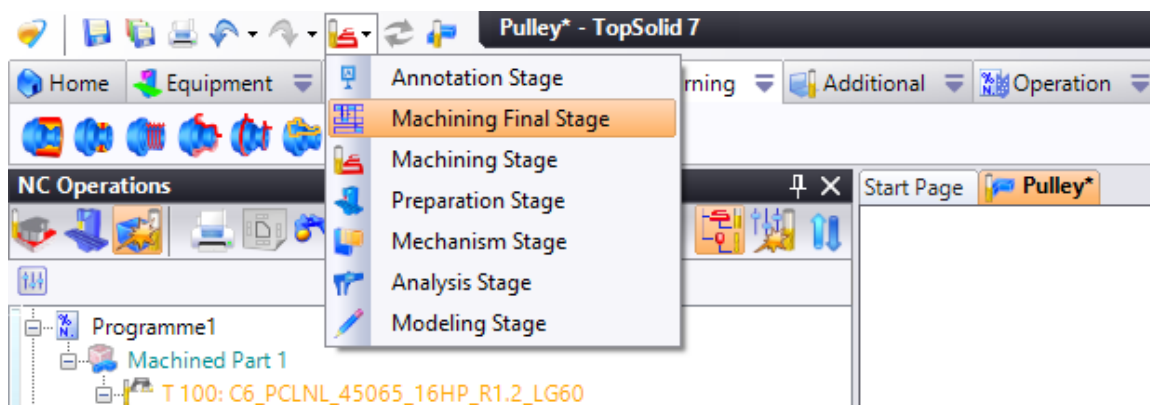 Pulley* - TopSolid 7
Home Equipment rning Additional Operation
Annotation Stage
Machining Final Stage
Machining Stage
Preparation Stage
Mechanism Stage
Analysis Stage
Modeling Stage
NC Operations
Start Page Pulley*
Programme1
Machined Part 1
T 100: C6_PCLNL_45065_16HP_R1.2_LG60